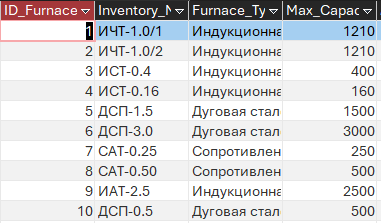 ID_Furnace Inventory_N Furnace_Ty Max_Capac
1 ИЧТ-1.0/1 Индукционна 1210
2 ИЧТ-1.0/2 Индукционна 1210
3 ИСТ-0.4 Индукционна 400
4 ИСТ-0.16 Индукционна 160
5 ДСП-1.5 Дуговая стал 1500
6 ДСП-3.0 Дуговая стал 3000
7 САТ-0.25 Сопротивлен 250
8 САТ-0.50 Сопротивлен 500
9 ИАТ-2.5 Индукционна 2500
10 ДСП-0.5 Дуговая стал 500